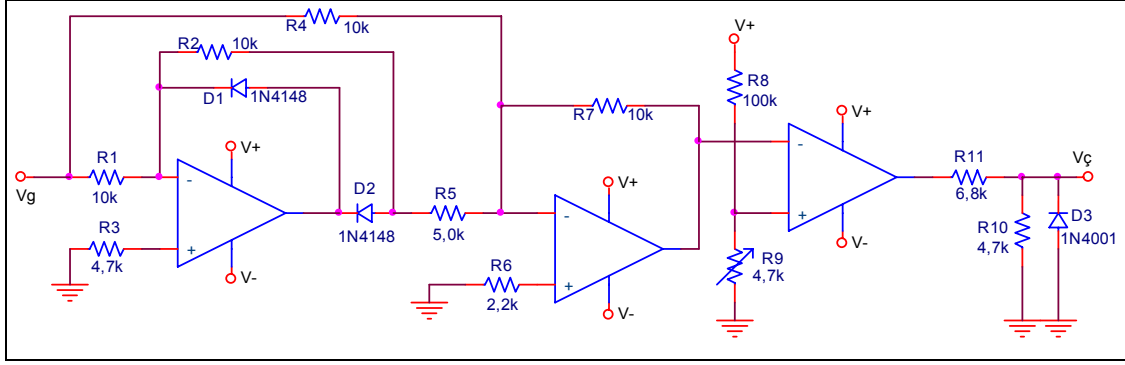 R4
10k
R2
10k
D1
1N4148
R1
10k
Vg
R3
4,7k
-
+
V+
V-
D2
1N4148
R5
5,0k
R6
2,2k
-
+
V+
V-
R7
10k
V+
R8
100k
R9
4,7k
-
+
V+
V-
R11
6,8k
Vç
R10
4,7k
D3
1N4001